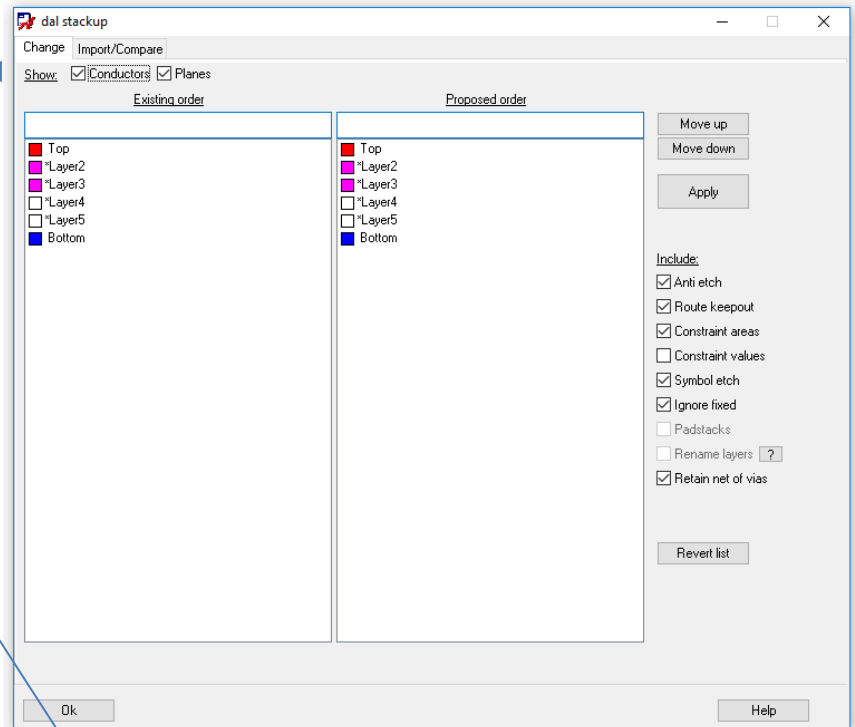 dal stackup
Change Import/Compare
Show: Conductors Planes
Existing order Proposed order
Top Top
*Layer2 *Layer2
*Layer3 *Layer3
*Layer4 *Layer4
*Layer5 *Layer5
Bottom Bottom
Move up
Move down
Apply
Include:
Anti etch
Route keepout
Constraint areas
Constraint values
Symbol etch
Ignore fixed
Padstacks
Rename layers ?
Retain net of vias
Revert list
Ok Help